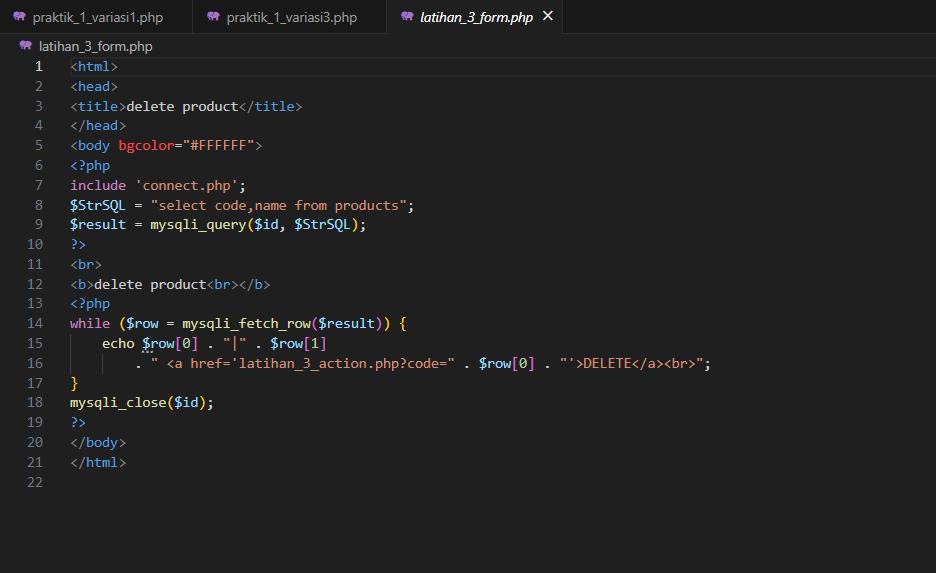 praktik_1_variasi1.php praktik_1_variasi3.php latihan_3_form.php ×
latihan_3_form.php
1 <html>
2 <head>
3 <title>delete product</title>
4 </head>
5 <body bgcolor="#FFFFFF">
6 <?php
7 include 'connect.php';
8 $StrSQL = "select code,name from products";
9 $result = mysqli_query($id, $StrSQL);
10 ?>
11 <br>
12 <b>delete product<br></b>
13 <?php
14 while ($row = mysqli_fetch_row($result)) {
15     echo $row[0] . "|" . $row[1]
16         . " <a href='latihan_3_action.php?code=" . $row[0] . "'>DELETE</a><br>";
17 }
18 mysqli_close($id);
19 ?>
20 </body>
21 </html>
22